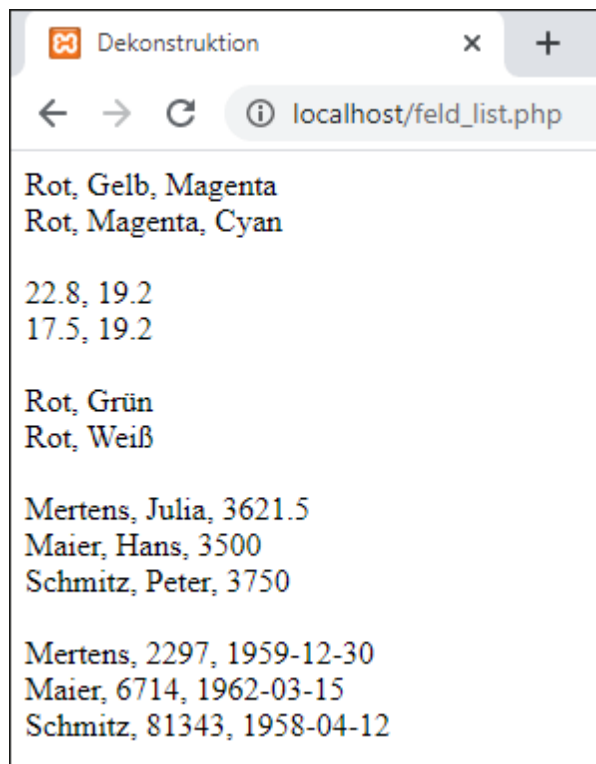 Dekonstruktion
localhost/feld_list.php
Rot, Gelb, Magenta
Rot, Magenta, Cyan
22.8, 19.2
17.5, 19.2
Rot, Grün
Rot, Weiß
Mertens, Julia, 3621.5
Maier, Hans, 3500
Schmitz, Peter, 3750
Mertens, 2297, 1959-12-30
Maier, 6714, 1962-03-15
Schmitz, 81343, 1958-04-12